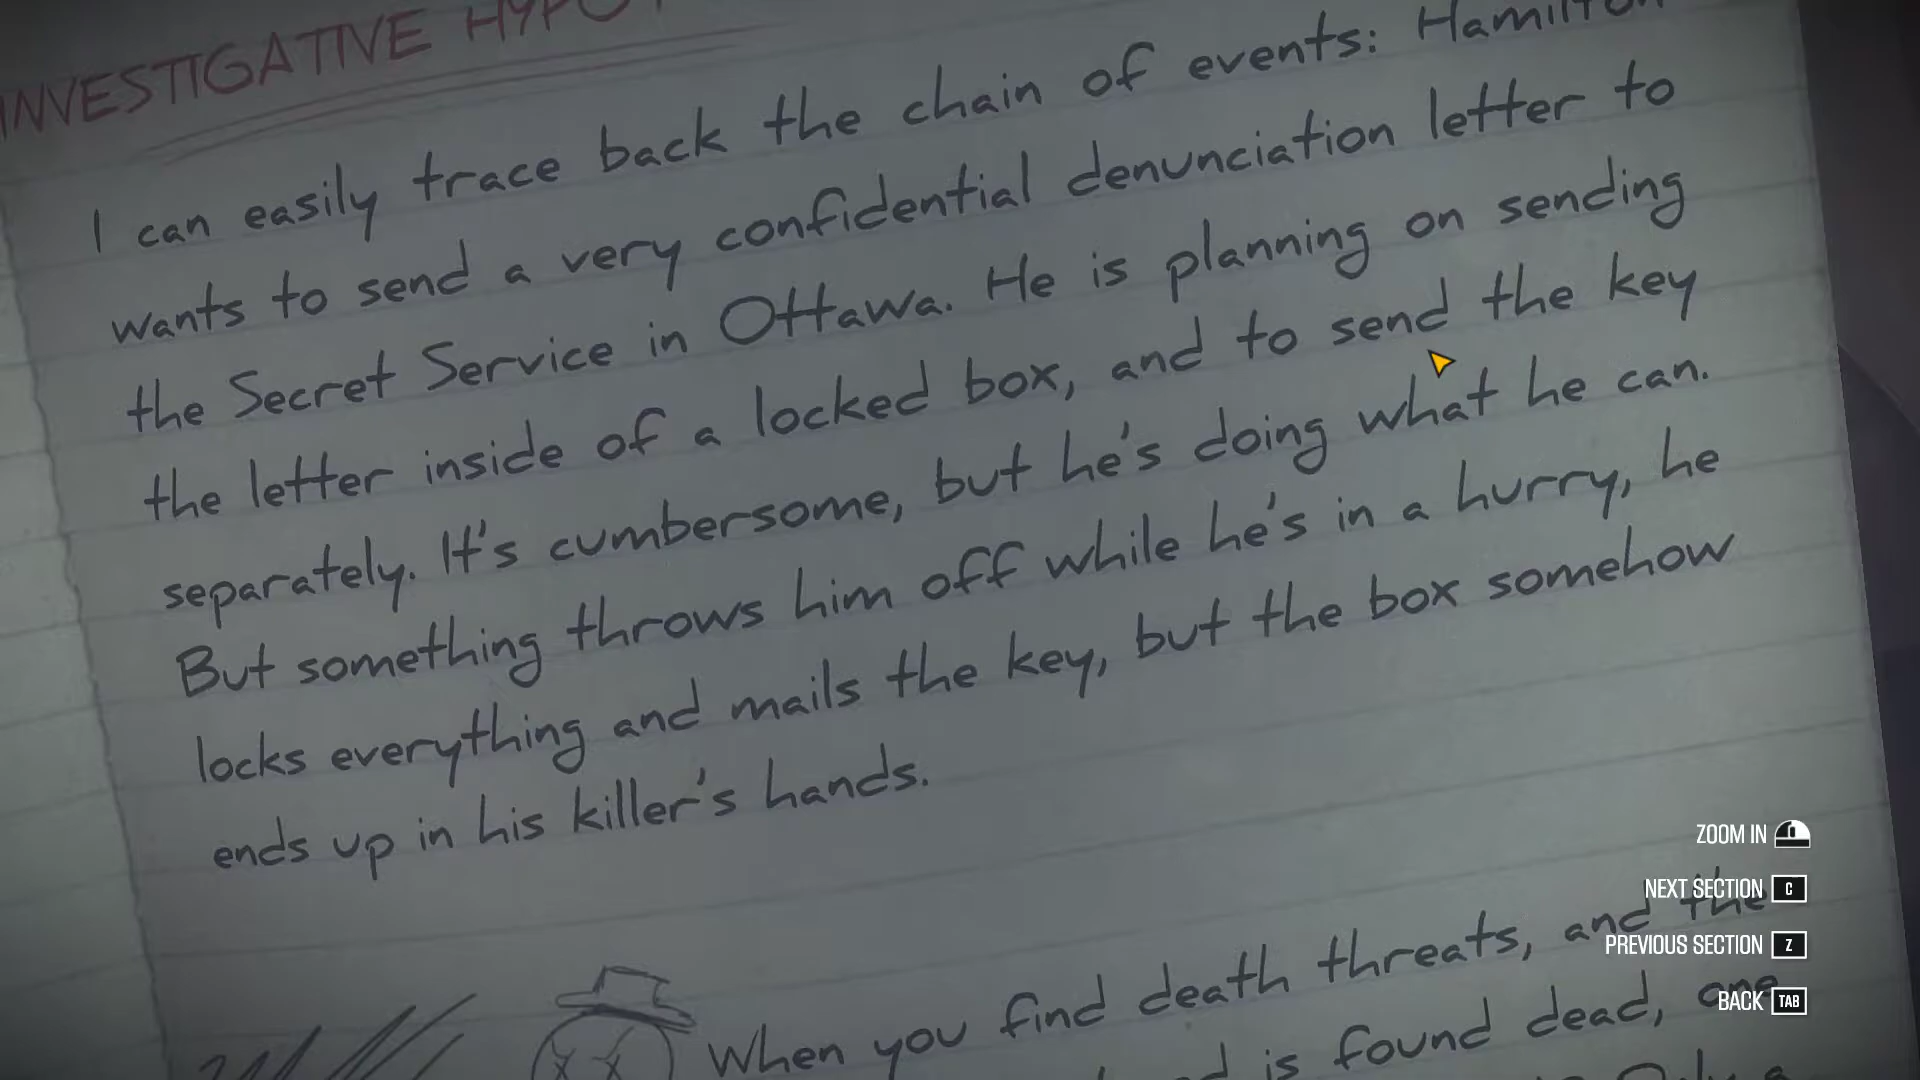 INVESTIGATIVE
I can easily trace back the chain of events: Hamilton
wants to send a very confidential denunciation letter to
the Secret Service in Ottawa. He is planning on sending
the letter inside of a locked box, and to send the key
separately. It's cumbersome, but he's doing what he can.
But something throws him off while he's in a hurry, he
locks everything and mails the key, but the box somehow
ends up in his killer's hands.
When you find death threats, and the
is found dead, one
ZOOM IN
NEXT SECTION C
PREVIOUS SECTION Z
BACK TAB